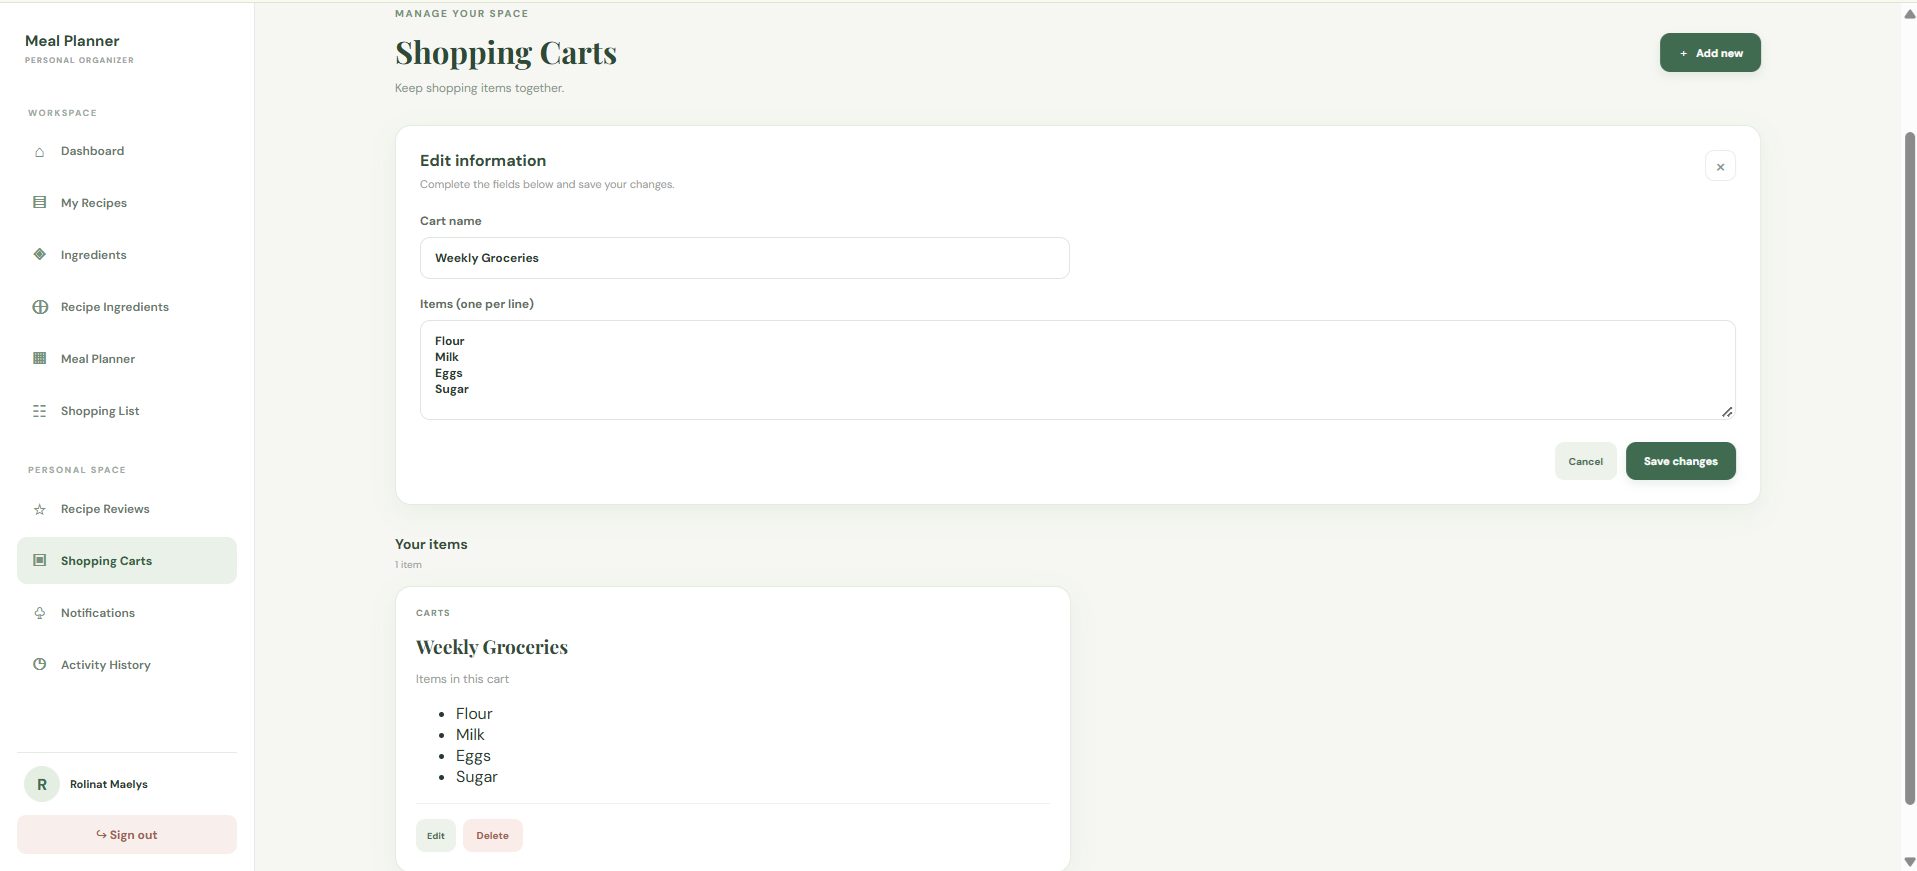 Meal Planner
PERSONAL ORGANIZER
WORKSPACE
Dashboard
My Recipes
Ingredients
Recipe Ingredients
Meal Planner
Shopping List
PERSONAL SPACE
Recipe Reviews
Shopping Carts
Notifications
Activity History
R
Rolinat Maelys
↪ Sign out
MANAGE YOUR SPACE
Shopping Carts
Keep shopping items together.
+ Add new
Edit information
Complete the fields below and save your changes.
×
Cart name
Weekly Groceries
Items (one per line)
Flour
Milk
Eggs
Sugar
Cancel
Save changes
Your items
1 item
CARTS
Weekly Groceries
Items in this cart
• Flour
• Milk
• Eggs
• Sugar
Edit
Delete